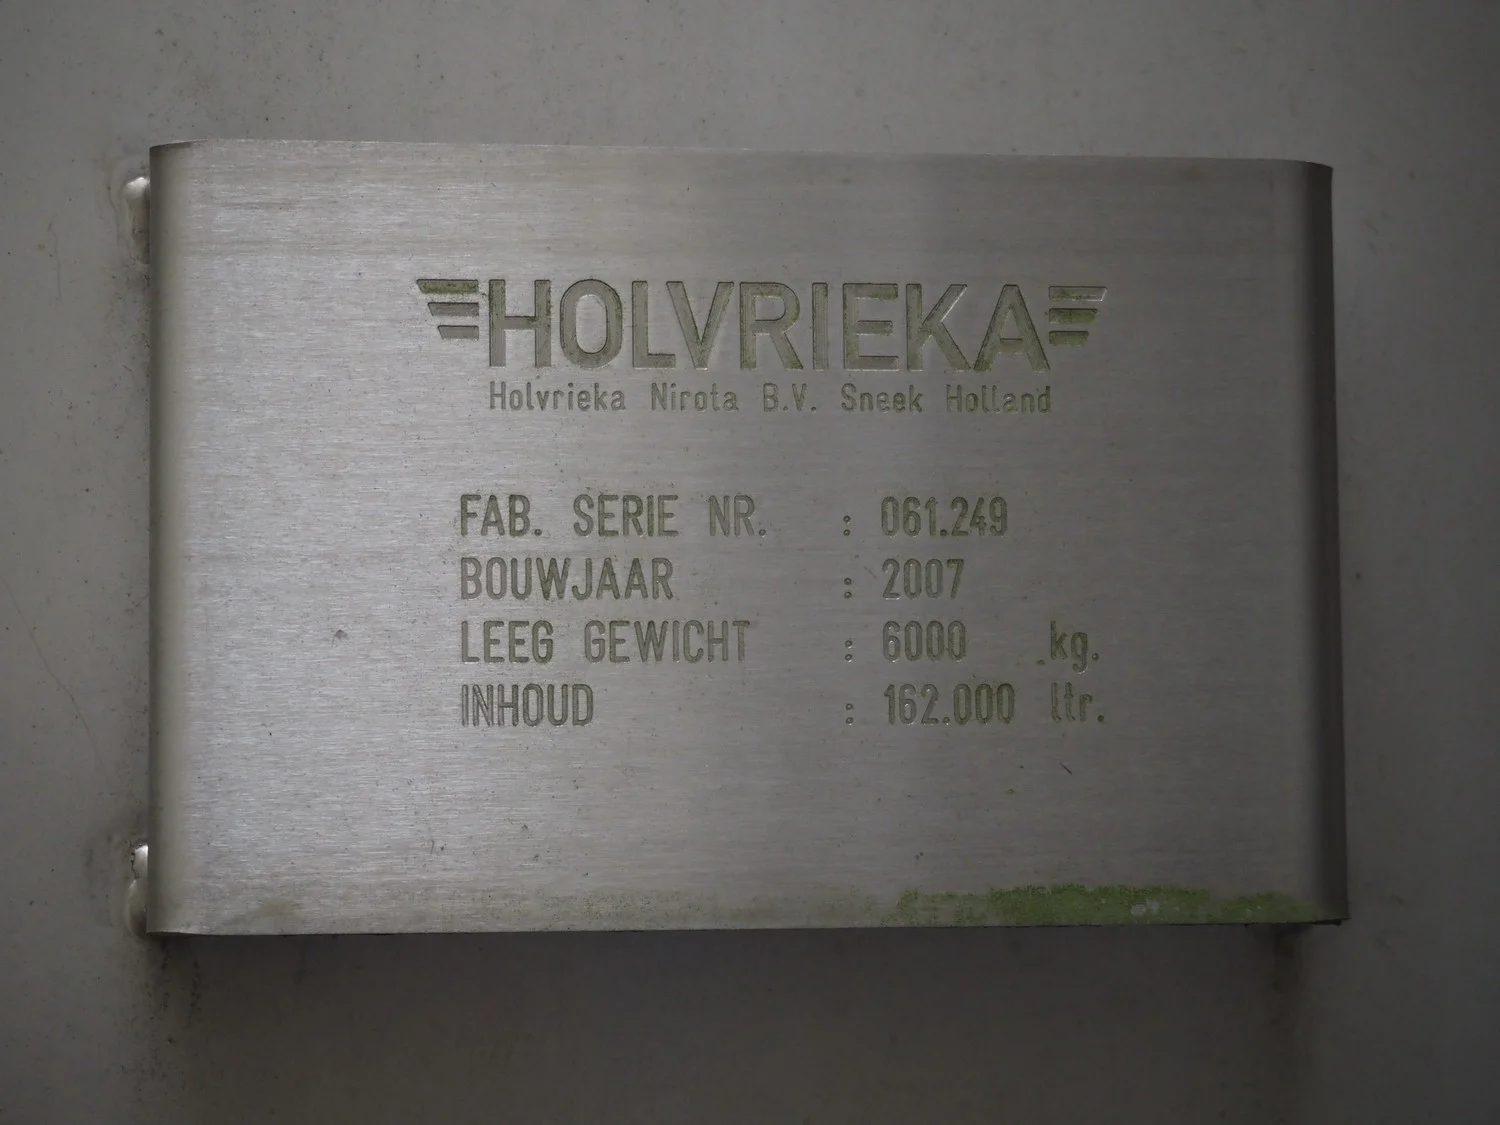 HOLVRIEKA
Holvrieka Nirota B.V. Sneek Holland
FAB. SERIE NR. : 061.249
BOUWJAAR : 2007
LEEG GEWICHT : 6000 kg.
INHOUD : 162.000 ltr.